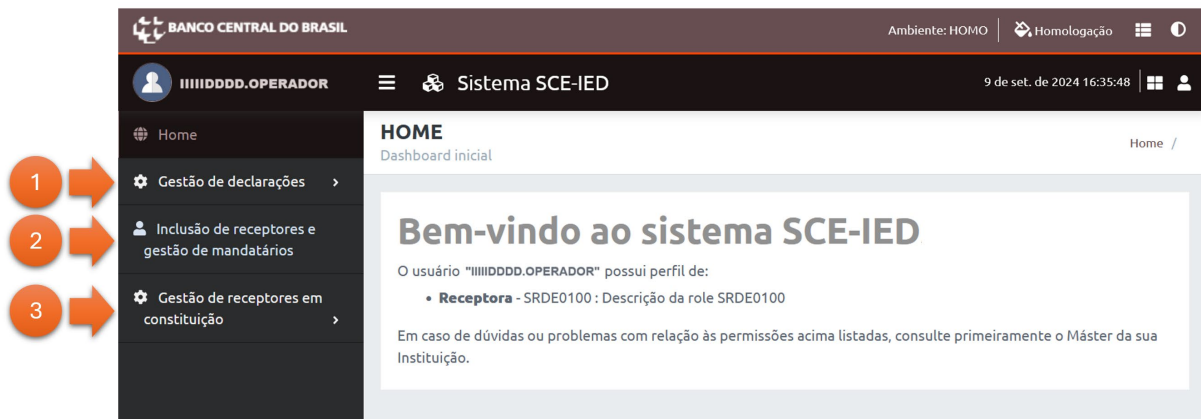 BANCO CENTRAL DO BRASIL
Ambiente: HOMO
Homologação
IIIIIDDDD.OPERADOR
Sistema SCE-IED
9 de set. de 2024 16:35:48
Home
HOME
Dashboard inicial
Home /
1
Gestão de declarações
2
Inclusão de receptores e
gestão de mandatários
3
Gestão de receptores em
constituição
Bem-vindo ao sistema SCE-IED
O usuário "IIIIIDDDD.OPERADOR" possui perfil de:
• Receptora - SRDE0100 : Descrição da role SRDE0100
Em caso de dúvidas ou problemas com relação às permissões acima listadas, consulte primeiramente o Máster da sua
Instituição.